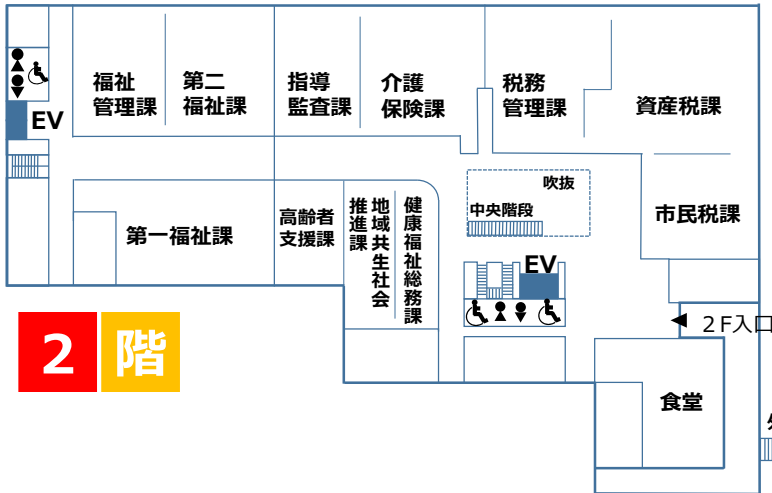 福祉
管理課
第二
福祉課
指導
監査課
介護
保険課
税務
管理課
資産税課
EV
吹抜
中央階段
市民税課
第一福祉課
高齢者
支援課
地域共生社会
推進課
健康福祉総務課
EV
2F入口
2階
食堂